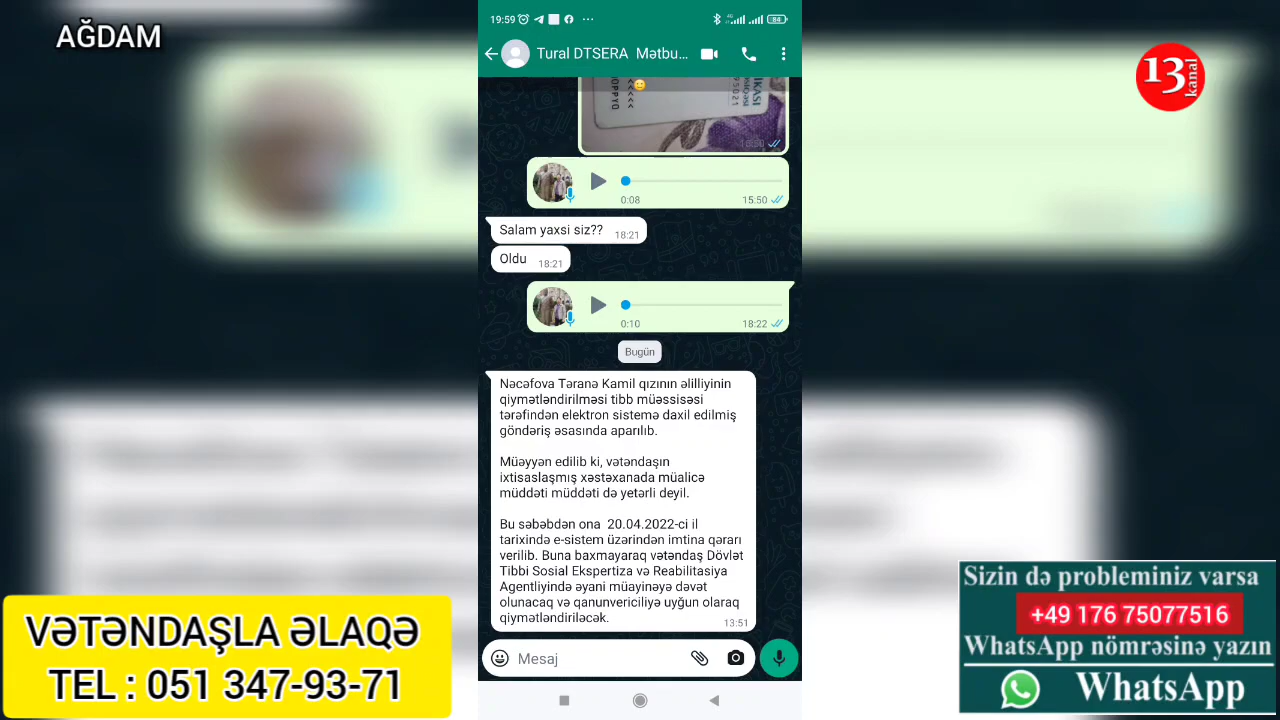 AĞDAM
19:59
84
Tural DTSERA Mətbu...
13
kanal
15:50
0:08
15:50
Salam yaxsi siz??
18:21
Oldu
18:21
0:10
18:22
Bugün
Nəcəfova Təranə Kamil qızının əlilliyinin
qiymətləndirilməsi tibb müəssisəsi
tərəfindən elektron sistemə daxil edilmiş
göndəriş əsasında aparılıb.
Müəyyən edilib ki, vətəndaşın
ixtisaslaşmış xəstəxanada müalicə
müddəti müddəti də yetərli deyil.
Bu səbəbdən ona 20.04.2022-ci il
tarixində e-sistem üzərindən imtina qərarı
verilib. Buna baxmayaraq vətəndaş Dövlət
Tibbi Sosial Ekspertiza və Reabilitasiya
Agentliyində əyani müayinəyə dəvət
olunacaq və qanunvericiliyə uyğun olaraq
qiymətləndiriləcək.
13:51
Mesaj
VƏTƏNDAŞLA ƏLAQƏ
TEL : 051 347-93-71
Sizin də probleminiz varsa
+49 176 75077516
WhatsApp nömrəsinə yazın
WhatsApp